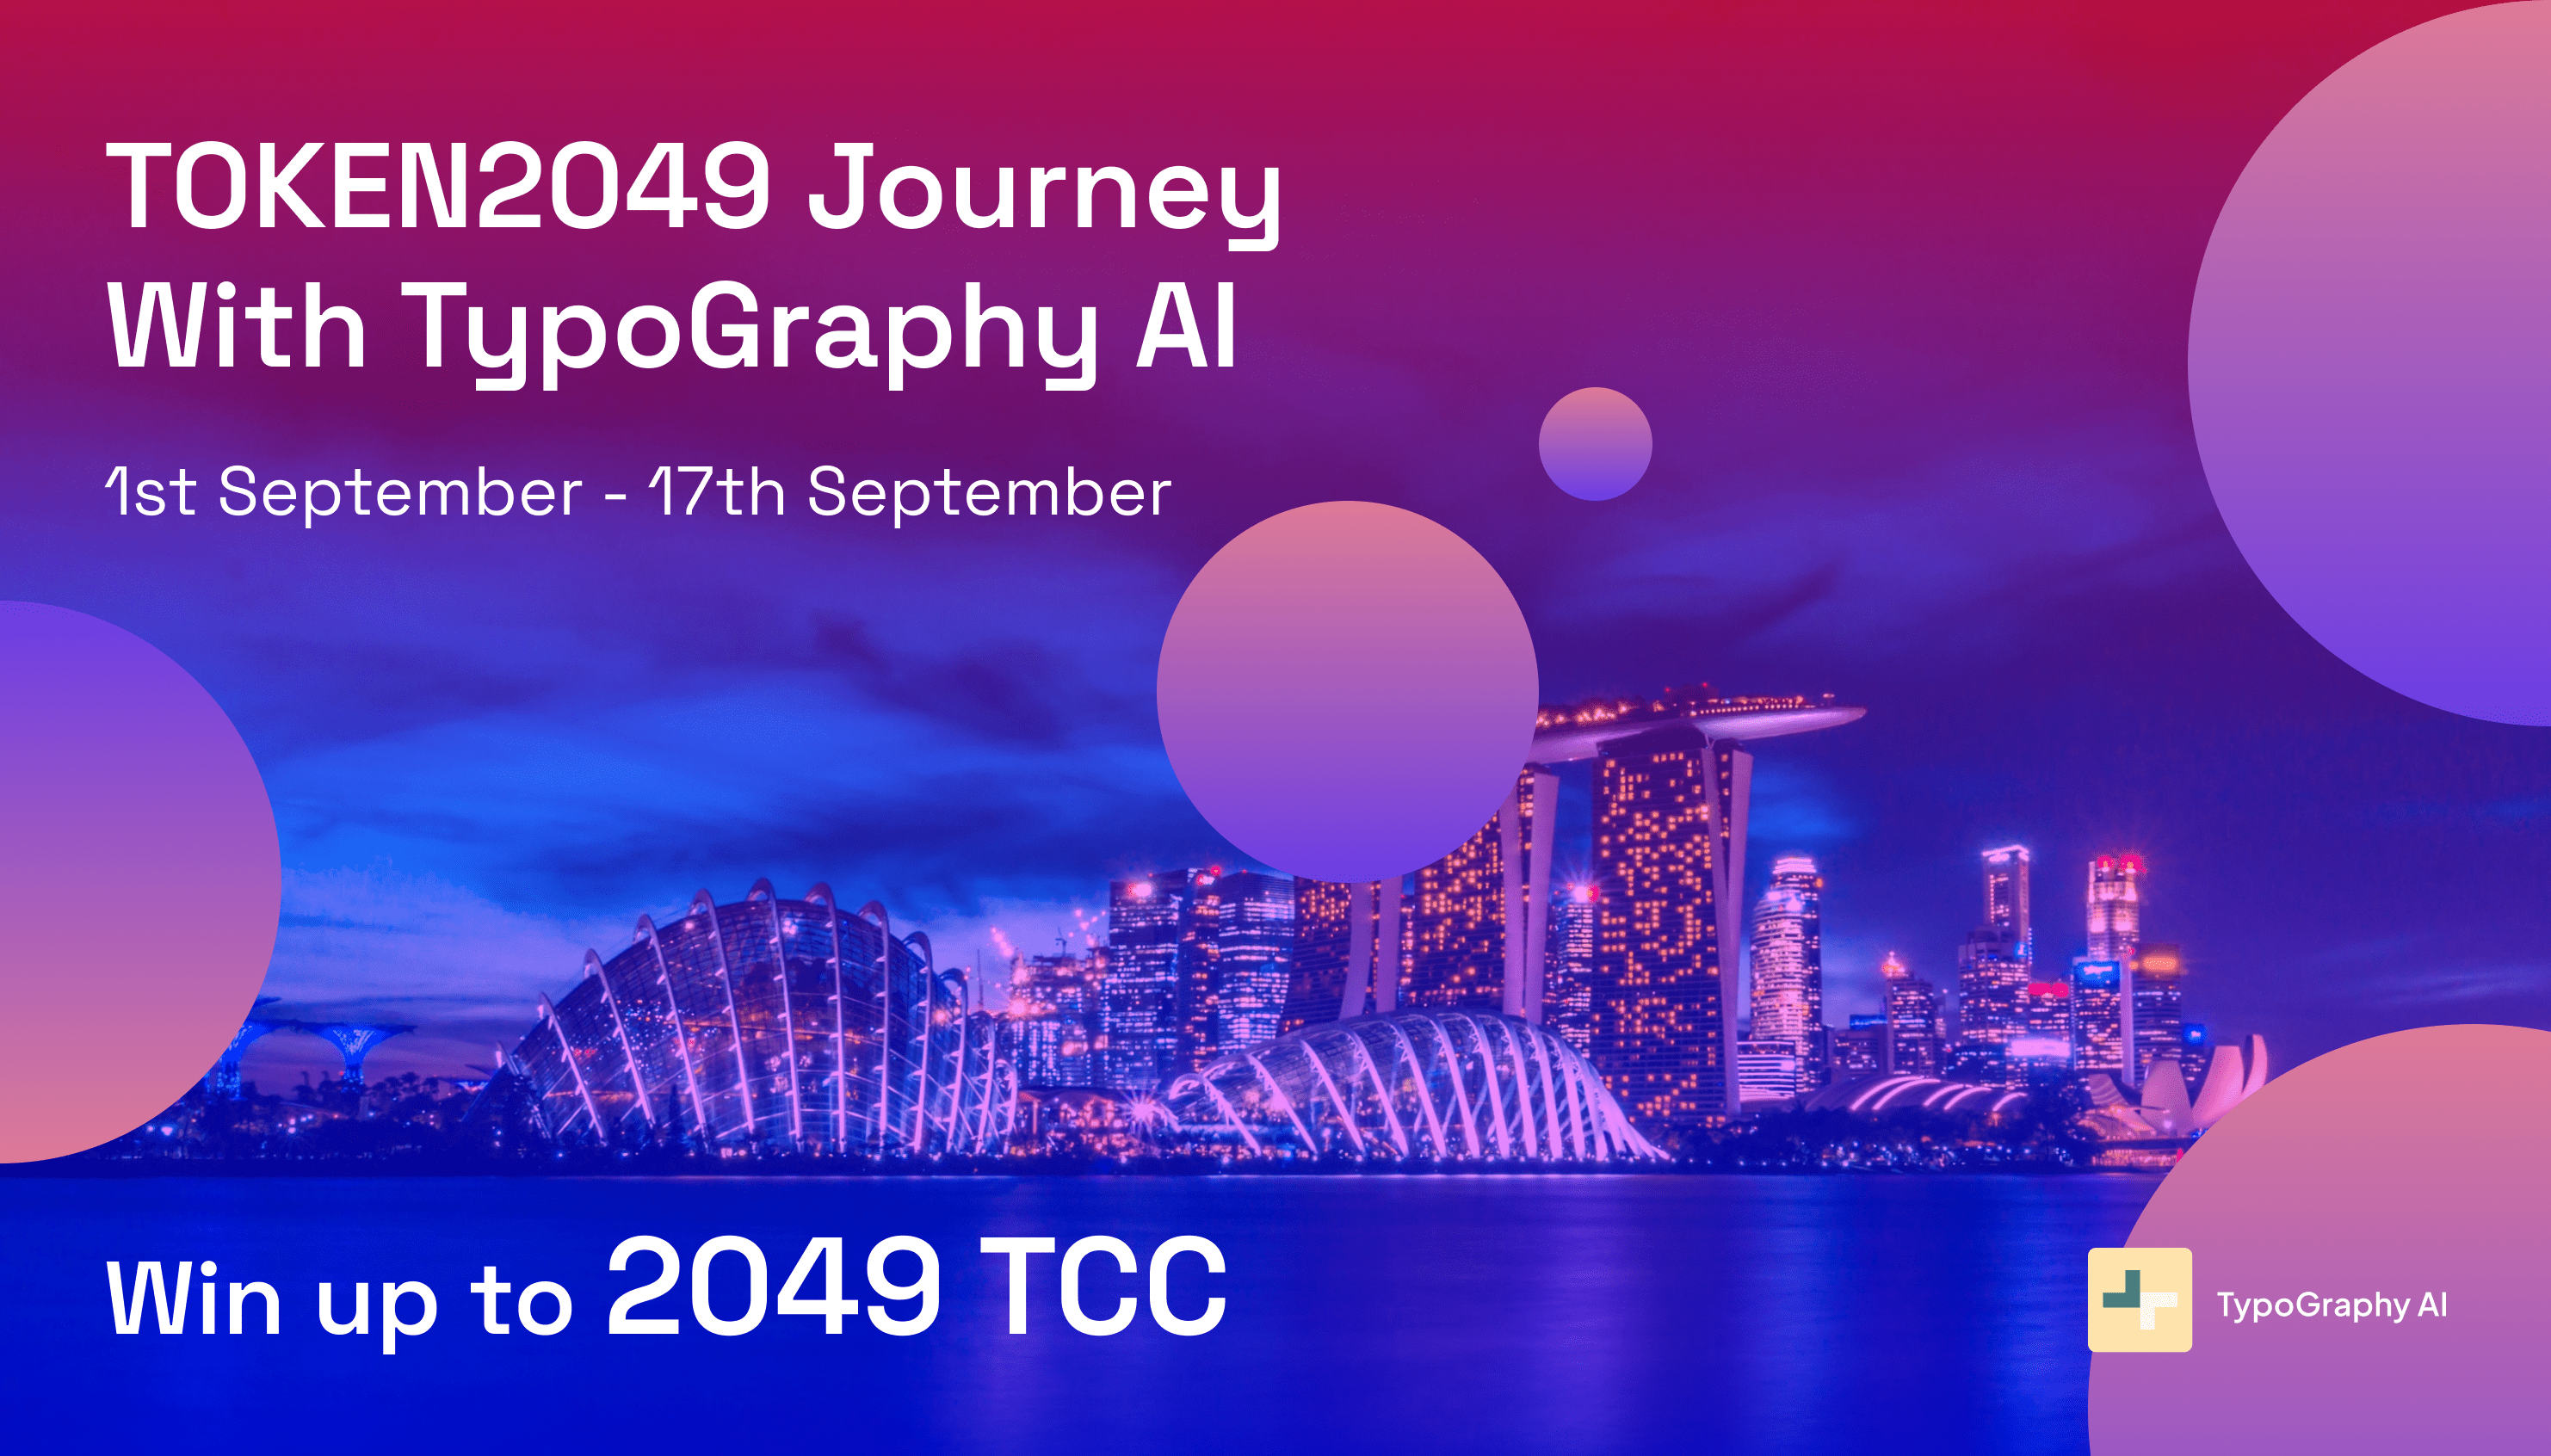 TOKEN2049 Journey
With TypoGraphy AI
1st September - 17th September
Win up to 2049 TCC
TypoGraphy AI